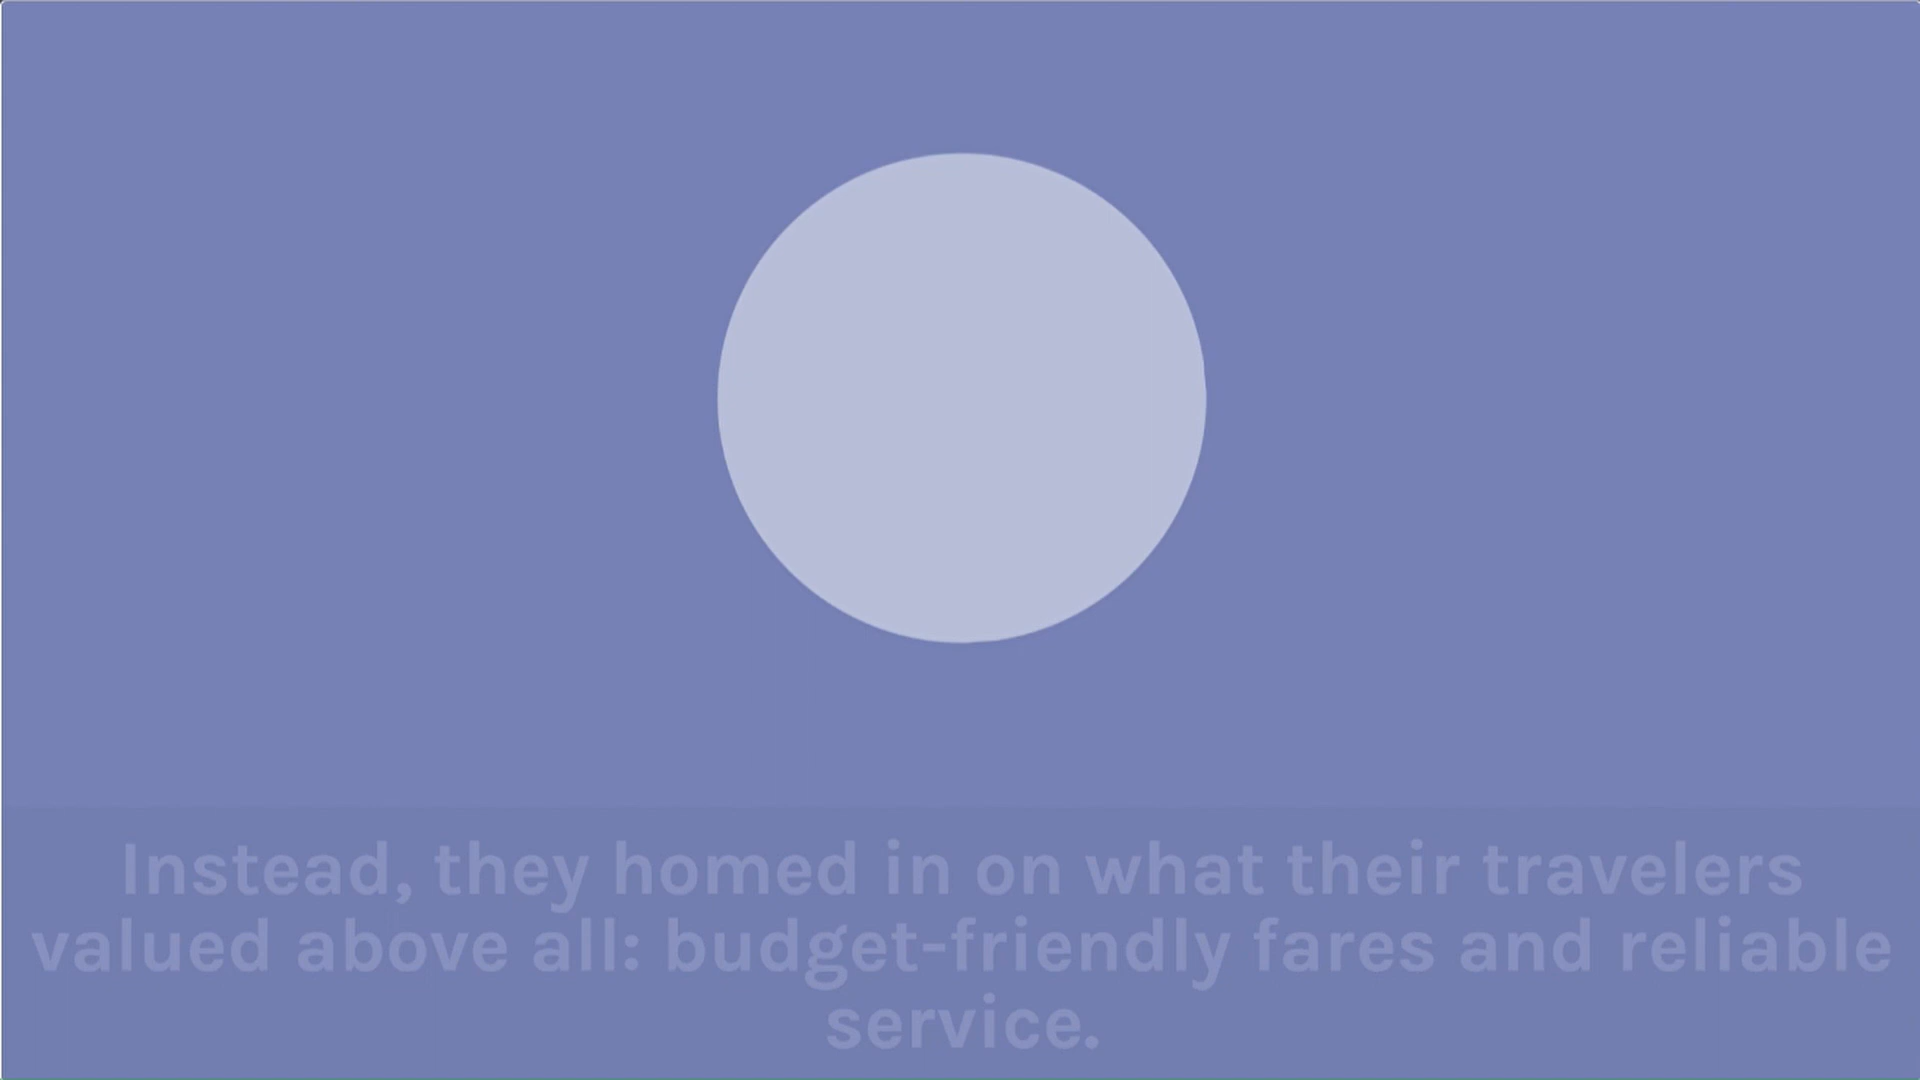 Instead, they homed in on what their travelers
valued above all: budget-friendly fares and reliable
service.